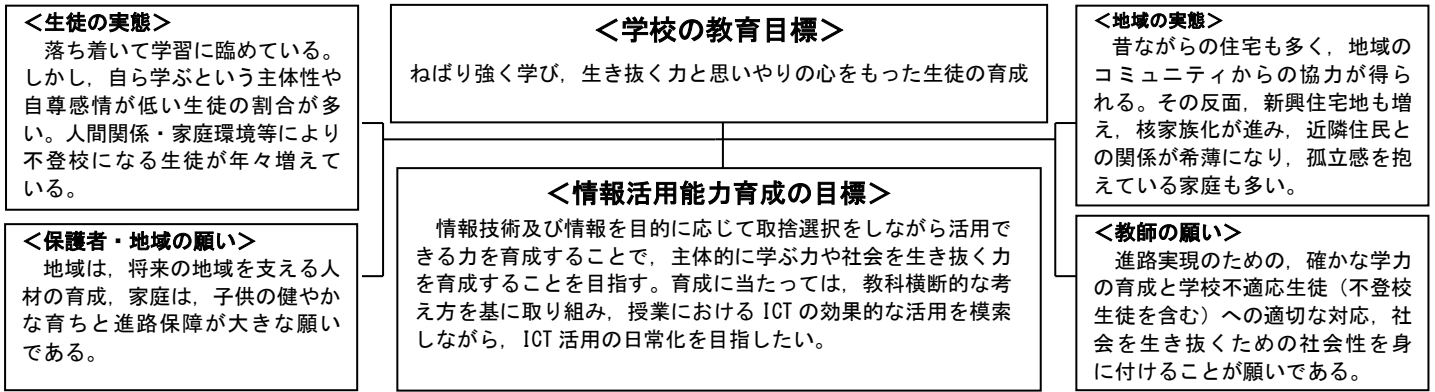 ＜生徒の実態＞
落ち着いて学習に臨めている。
しかし，自ら学ぶという主体性や
自尊感情が低い生徒の割合が多
い。人間関係・家庭環境等により
不登校になる生徒が年々増えて
いる。
＜保護者・地域の願い＞
地域は，将来の地域を支える人
材の育成，家庭は，子供の健やか
な育ちと進路保障が大きな願い
である。
＜学校の教育目標＞
ねばり強く学び，生き抜く力と思いやりの心をもった生徒の育成
＜情報活用能力育成の目標＞
情報技術及び情報を目的に応じて取捨選択をしながら活用で
きる力を育成することで，主体的に学ぶ力や社会を生き抜く力
を育成することを目指す。育成に当たっては，教科横断的な考
え方を基に取り組み，授業における ICT の効果的な活用を模索
しながら，ICT 活用の日常化を目指したい。
＜地域の実態＞
昔ながらの住宅も多く，地域の
コミュニティからの協力が得ら
れる。その反面，新興住宅地も増
え，核家族化が進み，近隣住民と
の関係が希薄になり，孤立感を抱
えている家庭も多い。
＜教師の願い＞
進路実現のための，確かな学力
の育成と学校不適応生徒（不登校
生徒を含む）への適切な対応，社
会を生き抜くための社会性を身
に付けることが願いである。